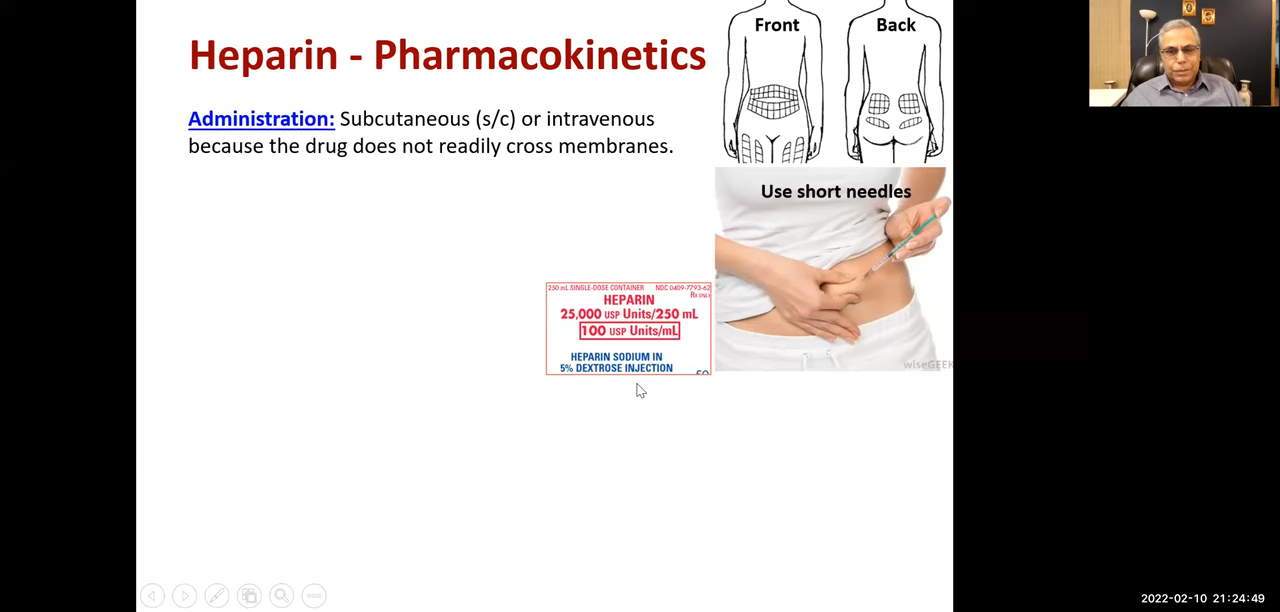 Heparin - Pharmacokinetics
Administration: Subcutaneous (s/c) or intravenous
because the drug does not readily cross membranes.
Front
Back
Use short needles
250 mL SINGLE-DOSE CONTAINER NDC 0409-7793-62
Rx ONLY
HEPARIN
25,000 USP Units/250 mL
100 USP Units/mL
HEPARIN SODIUM IN
5% DEXTROSE INJECTION
wiseGEEK
2022-02-10 21:24:49